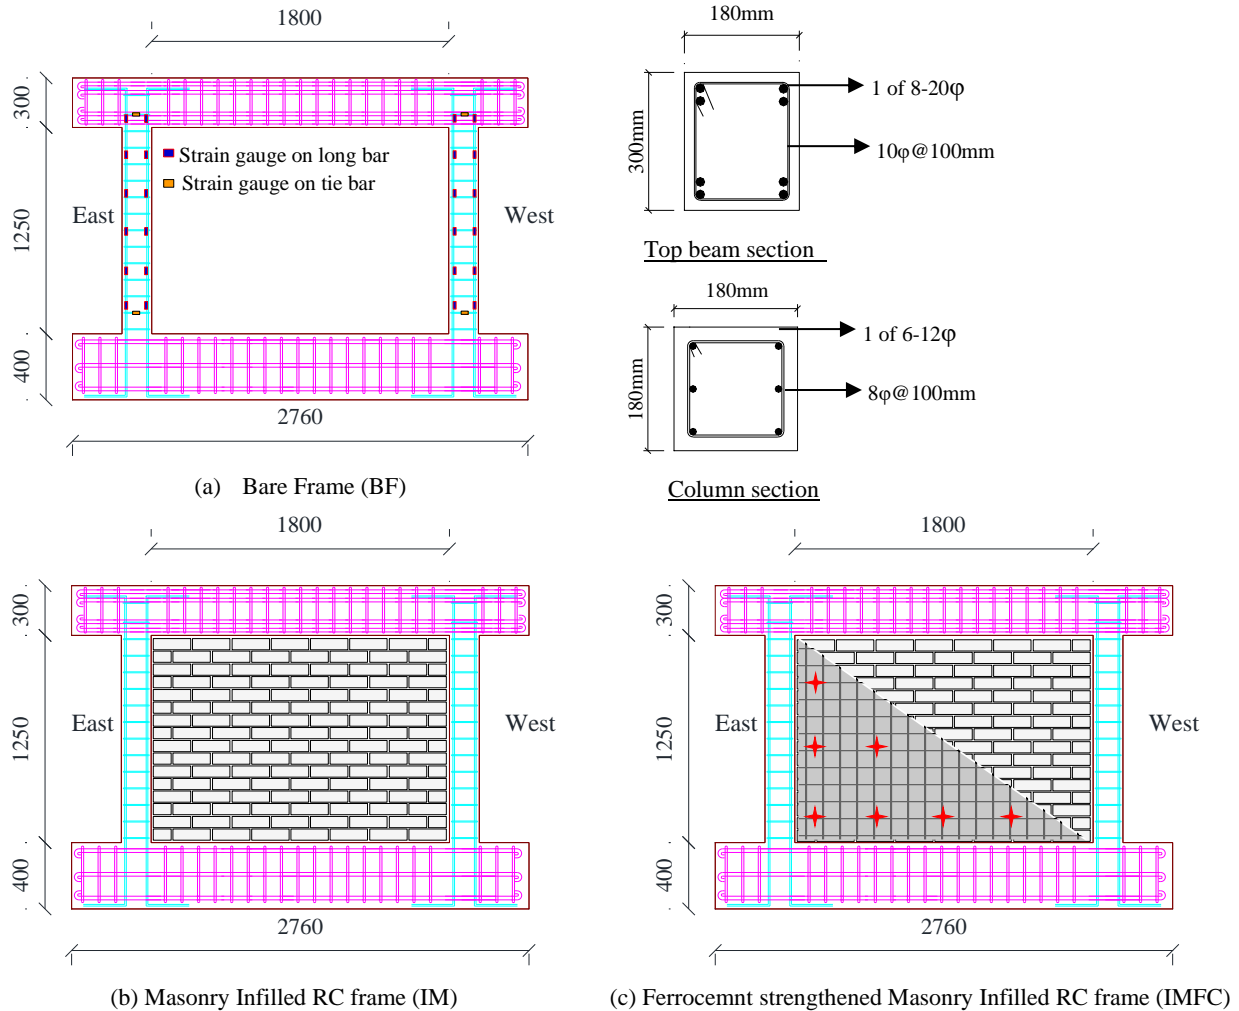 1800
300
1250
400
Strain gauge on long bar
Strain gauge on tie bar
East
West
2760
(a) Bare Frame (BF)
180mm
300mm
1 of 8-20φ
10φ@100mm
Top beam section
180mm
180mm
1 of 6-12φ
8φ@100mm
Column section
1800
300
1250
400
East
West
2760
(b) Masonry Infilled RC frame (IM)
1800
300
1250
400
East
West
2760
(c) Ferrocemnt strengthened Masonry Infilled RC frame (IMFC)